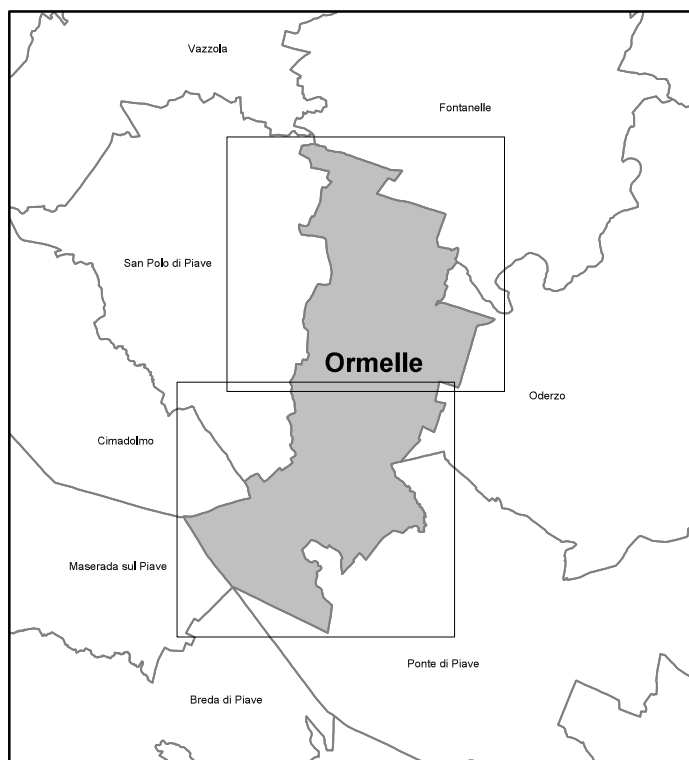 Vazzola
Fontanelle
San Polo di Piave
Ormelle
Oderzo
Cimadolmo
Maserada sul Piave
Ponte di Piave
Breda di Piave